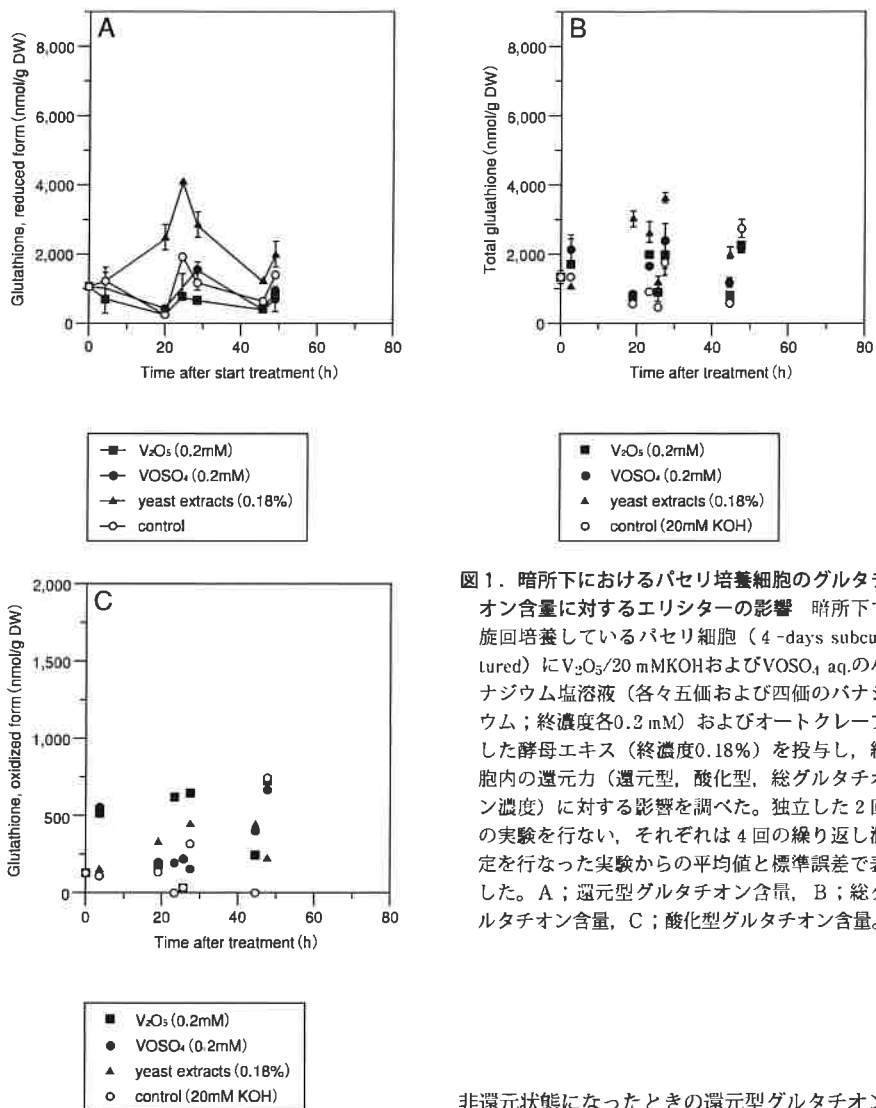 A
Glutathione, reduced form (nmol/g DW)
8,000
6,000
4,000
2,000
0
0 20 40 60 80
Time after start treatment (h)
V₂O₅ (0.2mM)
VOSO₄ (0.2mM)
yeast extracts (0.18%)
control
B
Total glutathione (nmol/g DW)
8,000
6,000
4,000
2,000
0
0 20 40 60 80
Time after treatment (h)
V₂O₅ (0.2mM)
VOSO₄ (0.2mM)
yeast extracts (0.18%)
control (20mM KOH)
C
Glutathione, oxidized form (nmol/g DW)
2,000
1,500
1,000
500
0
0 20 40 60 80
Time after treatment (h)
V₂O₅ (0.2mM)
VOSO₄ (0.2mM)
yeast extracts (0.18%)
control (20mM KOH)
図1.暗所下におけるパセリ培養細胞のグルタチ
オン含量に対するエリシターの影響 暗所下で
旋回培養しているパセリ細胞(4-days subcul
tured)にV₂O₅/20 mMKOHおよびVOSO₄ aq.のバ
ナジウム塩溶液(各々五価および四価のバナジ
ウム;終濃度各0.2 mM)およびオートクレーブ
した酵母エキス(終濃度0.18%)を投与し,細
胞内の還元力(還元型,酸化型,総グルタチオ
ン濃度)に対する影響を調べた。独立した2回
の実験を行ない,それぞれは4回の繰り返し測
定を行なった実験からの平均値と標準誤差で表
した。A;還元型グルタチオン含量,B;総グ
ルタチオン含量,C;酸化型グルタチオン含量。
非還元状態になったときの還元型グルタチオン